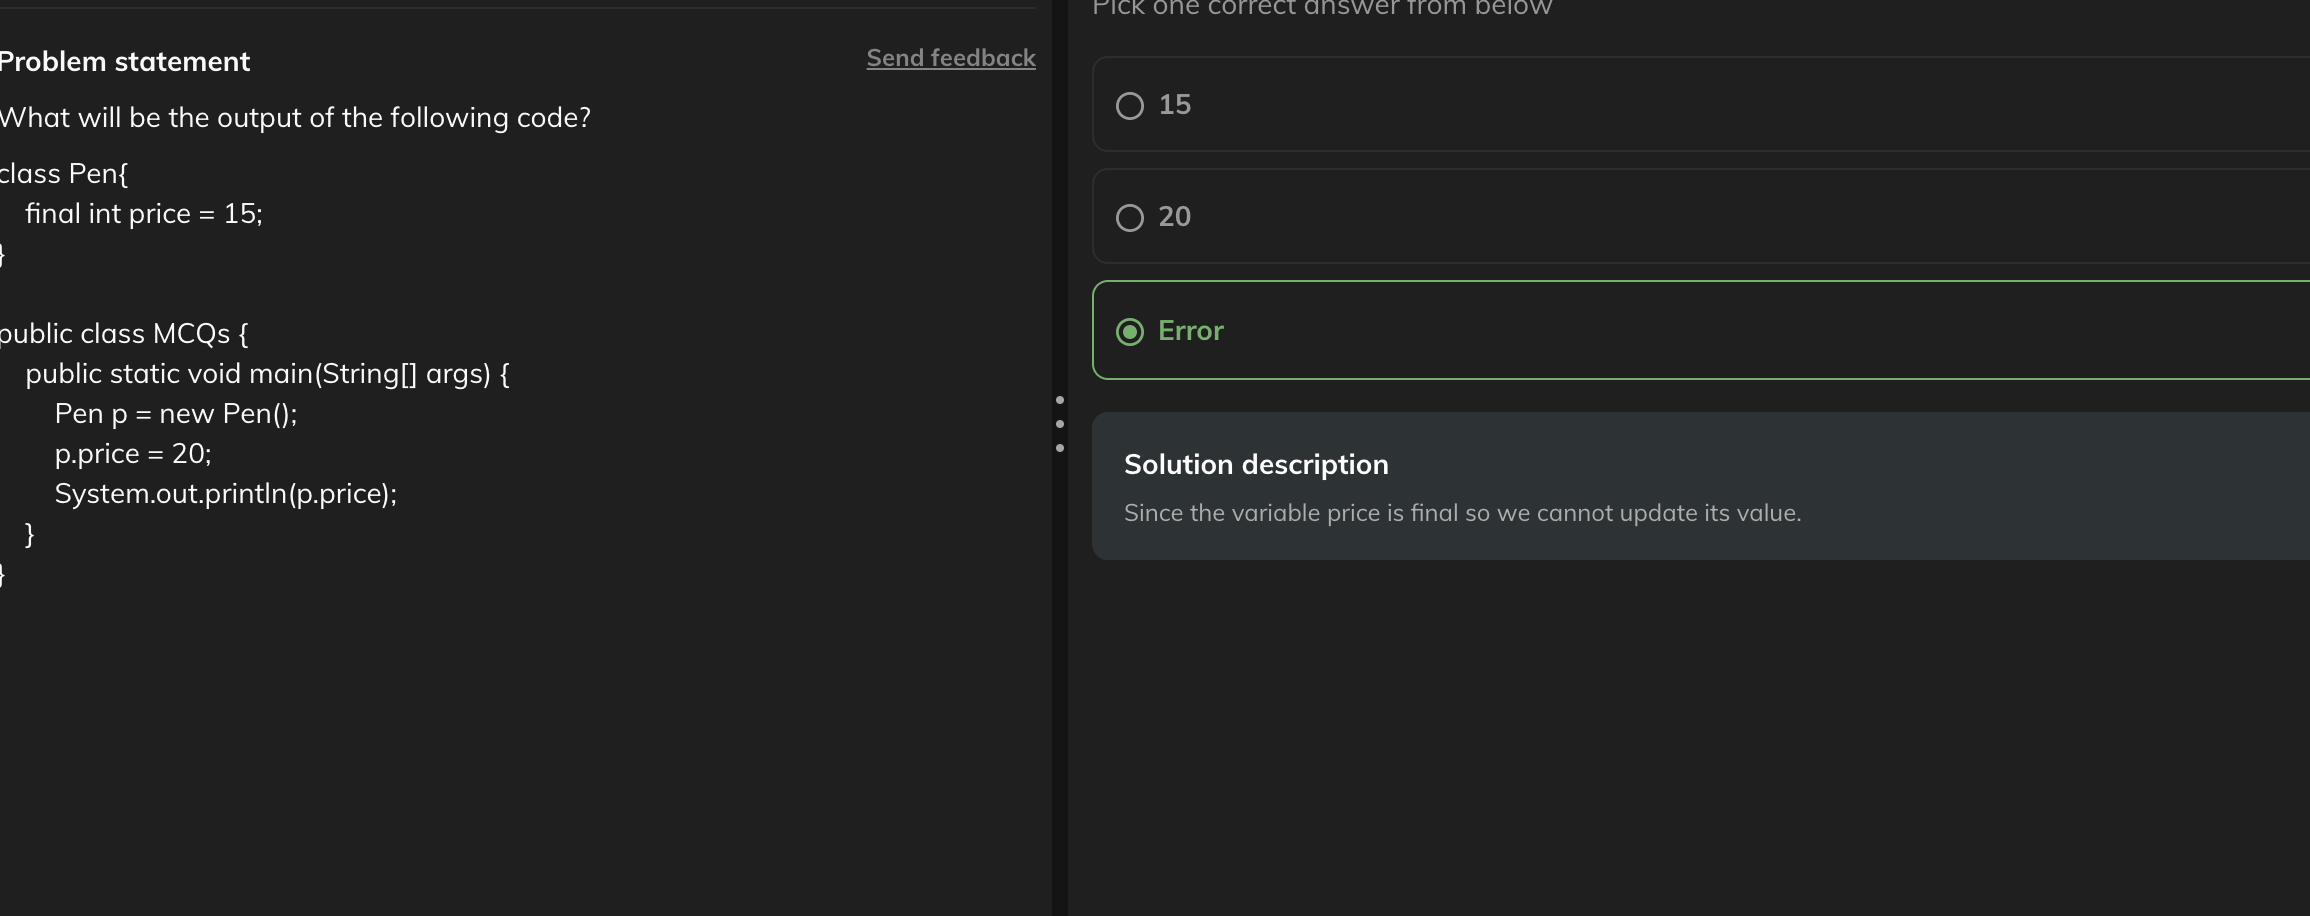 Problem statement
Send feedback
What will be the output of the following code?
class Pen{
final int price = 15;
}
public class MCQs {
public static void main(String[] args) {
Pen p = new Pen();
p.price = 20;
System.out.println(p.price);
}
}
Pick one correct answer from below
15
20
Error
Solution description
Since the variable price is final so we cannot update its value.